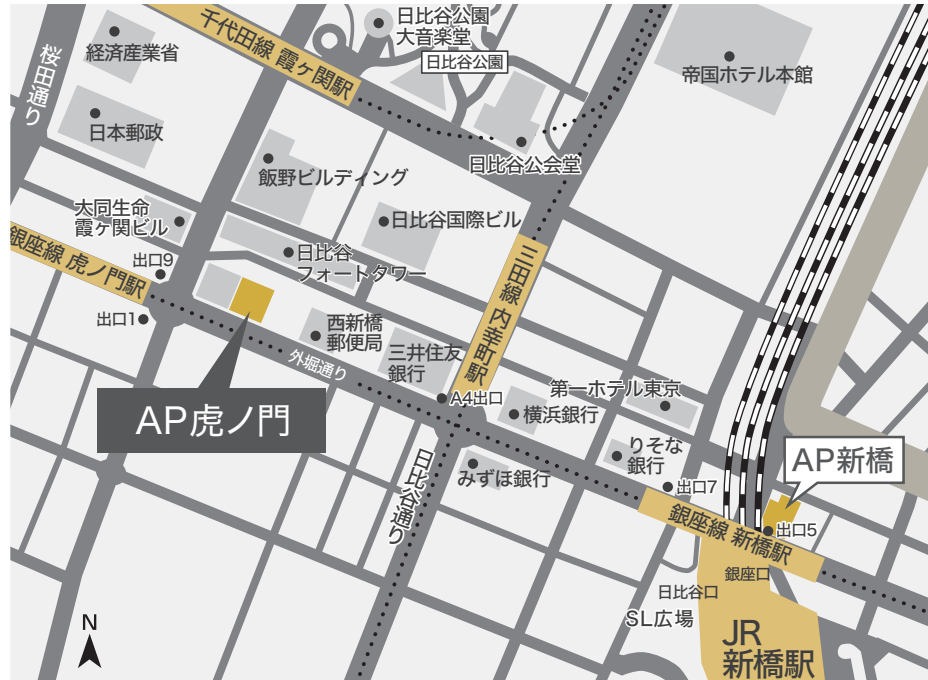 日比谷公園
大音楽堂
千代田線 霞ヶ関駅
経済産業省
日比谷公園
帝国ホテル本館
桜田通り
日本郵政
日比谷公会堂
飯野ビルディング
大同生命
霞ヶ関ビル
日比谷国際ビル
銀座線 虎ノ門駅
出口9
日比谷
フォートタワー
三田線 内幸町駅
出口1
西新橋
郵便局
三井住友
銀行
外堀通り
第一ホテル東京
A4出口
横浜銀行
AP虎ノ門
りそな
銀行
AP新橋
日比谷通り
みずほ銀行
出口7
銀座線 新橋駅
出口5
銀座口
日比谷口
SL広場
N
JR
新橋駅